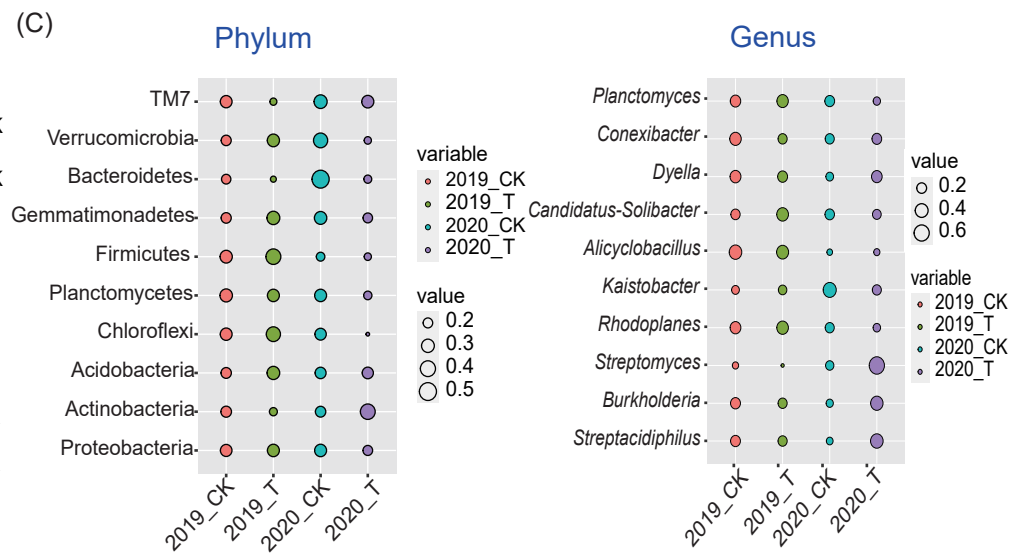 (C)
Phylum
TM7
Verrucomicrobia
Bacteroidetes
Gemmatimonadetes
Firmicutes
Planctomycetes
Chloroflexi
Acidobacteria
Actinobacteria
Proteobacteria
2019_CK
2019_T
2020_CK
2020_T
variable
2019_CK
2019_T
2020_CK
2020_T
value
0.2
0.3
0.4
0.5
Genus
Planctomyces
Conexibacter
Dyella
Candidatus-Solibacter
Alicyclobacillus
Kaistobacter
Rhodoplanes
Streptomyces
Burkholderia
Streptacidiphilus
2019_CK
2019_T
2020_CK
2020_T
value
0.2
0.4
0.6
variable
2019_CK
2019_T
2020_CK
2020_T